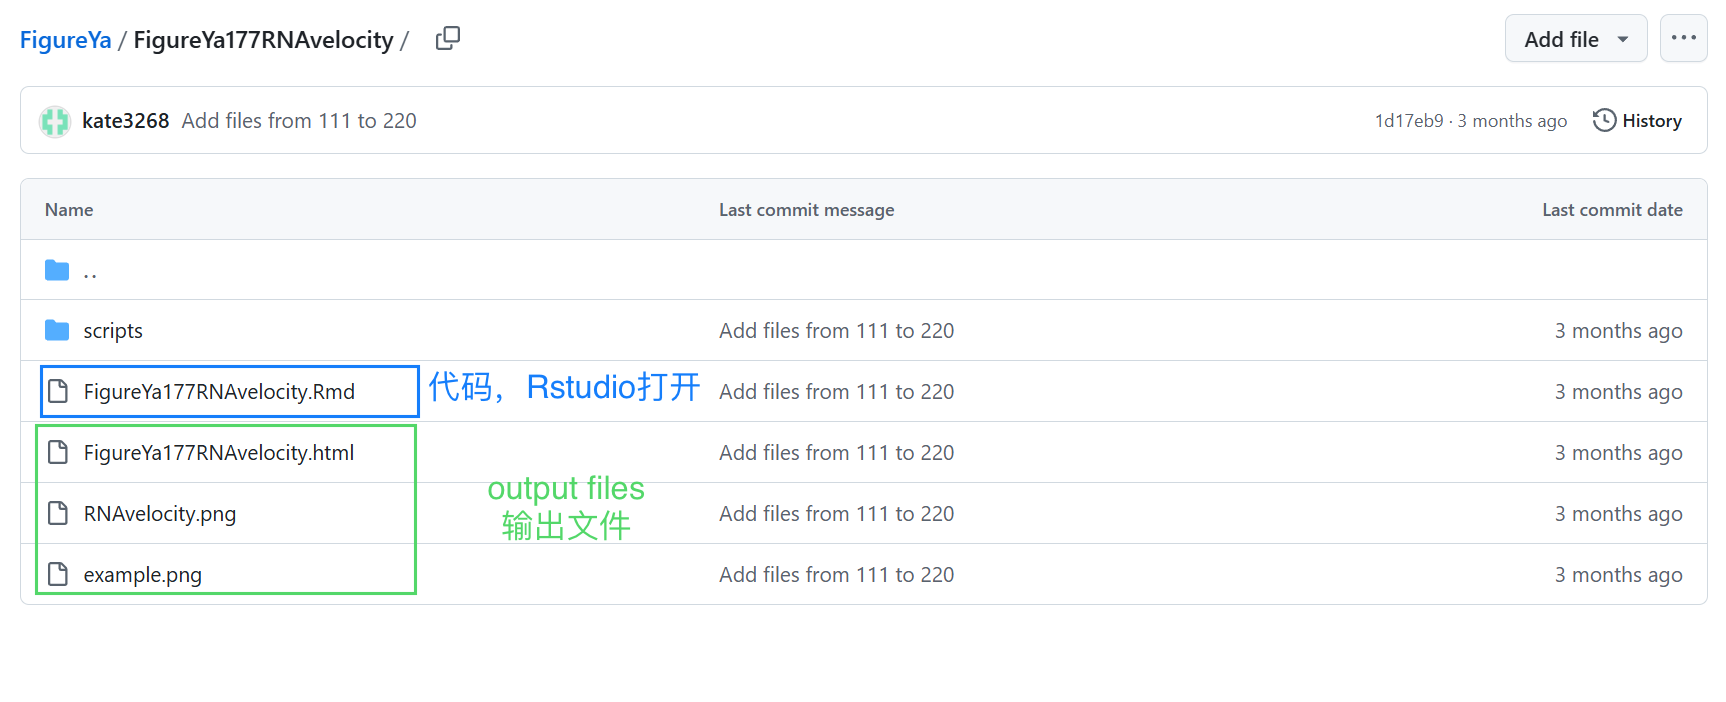 FigureYa / FigureYa177RNAvelocity /
Add file
kate3268 Add files from 111 to 220
1d17eb9 · 3 months ago
History
Name Last commit message Last commit date
..
scripts Add files from 111 to 220 3 months ago
FigureYa177RNAvelocity.Rmd 代码，Rstudio打开 Add files from 111 to 220 3 months ago
FigureYa177RNAvelocity.html Add files from 111 to 220 3 months ago
output files
RNAvelocity.png Add files from 111 to 220 3 months ago
输出文件
example.png Add files from 111 to 220 3 months ago